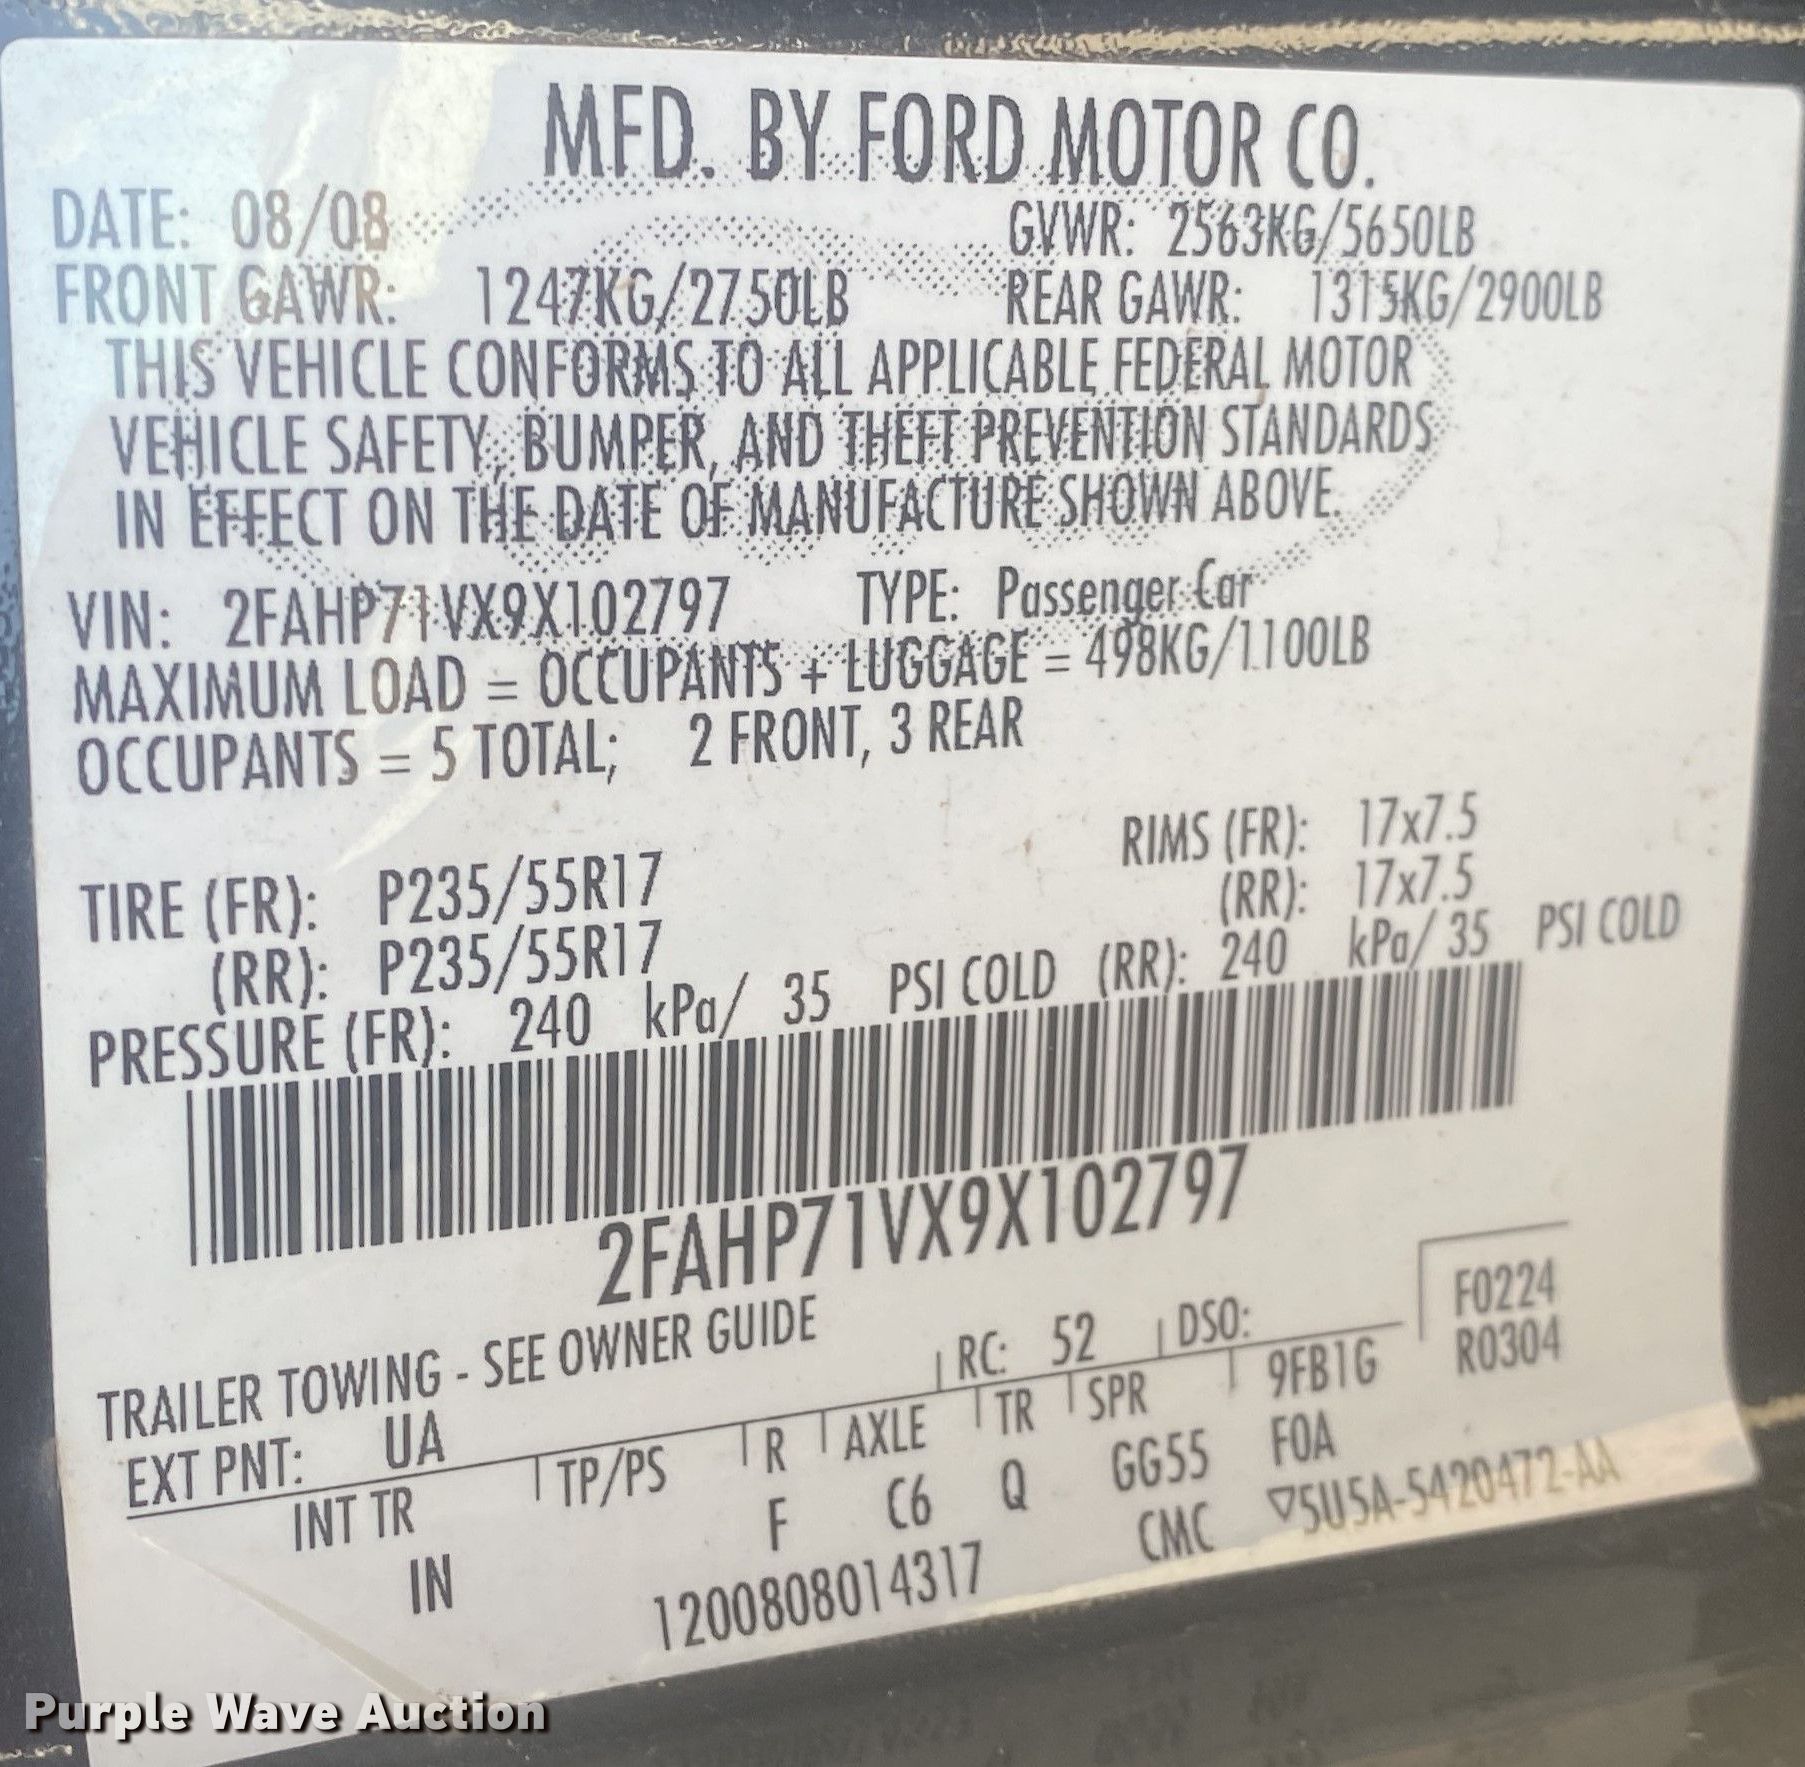 MFD. BY FORD MOTOR CO.
DATE: 08/08 GVWR: 2563KG/5650LB
FRONT GAWR: 1247KG/2750LB REAR GAWR: 1315KG/2900LB
THIS VEHICLE CONFORMS TO ALL APPLICABLE FEDERAL MOTOR
VEHICLE SAFETY, BUMPER, AND THEFT PREVENTION STANDARDS
IN EFFECT ON THE DATE OF MANUFACTURE SHOWN ABOVE.
VIN: 2FAHP71VX9X102797 TYPE: Passenger Car
MAXIMUM LOAD = OCCUPANTS + LUGGAGE = 498KG/1100LB
OCCUPANTS = 5 TOTAL; 2 FRONT, 3 REAR
TIRE (FR): P235/55R17 RIMS (FR): 17x7.5
(RR): P235/55R17 (RR): 17x7.5
PRESSURE (FR): 240 kPa/ 35 PSI COLD (RR): 240 kPa/ 35 PSI COLD
2FAHP71VX9X102797
TRAILER TOWING - SEE OWNER GUIDE
F0224
EXT PNT: UA RC: 52 DSO: R0304
INT TR TP/PS R AXLE TR SPR 9FB1G
IN F C6 Q GG55 FOA
1200808014317 CMC ▽5U5A-5420472-AA
Purple Wave Auction